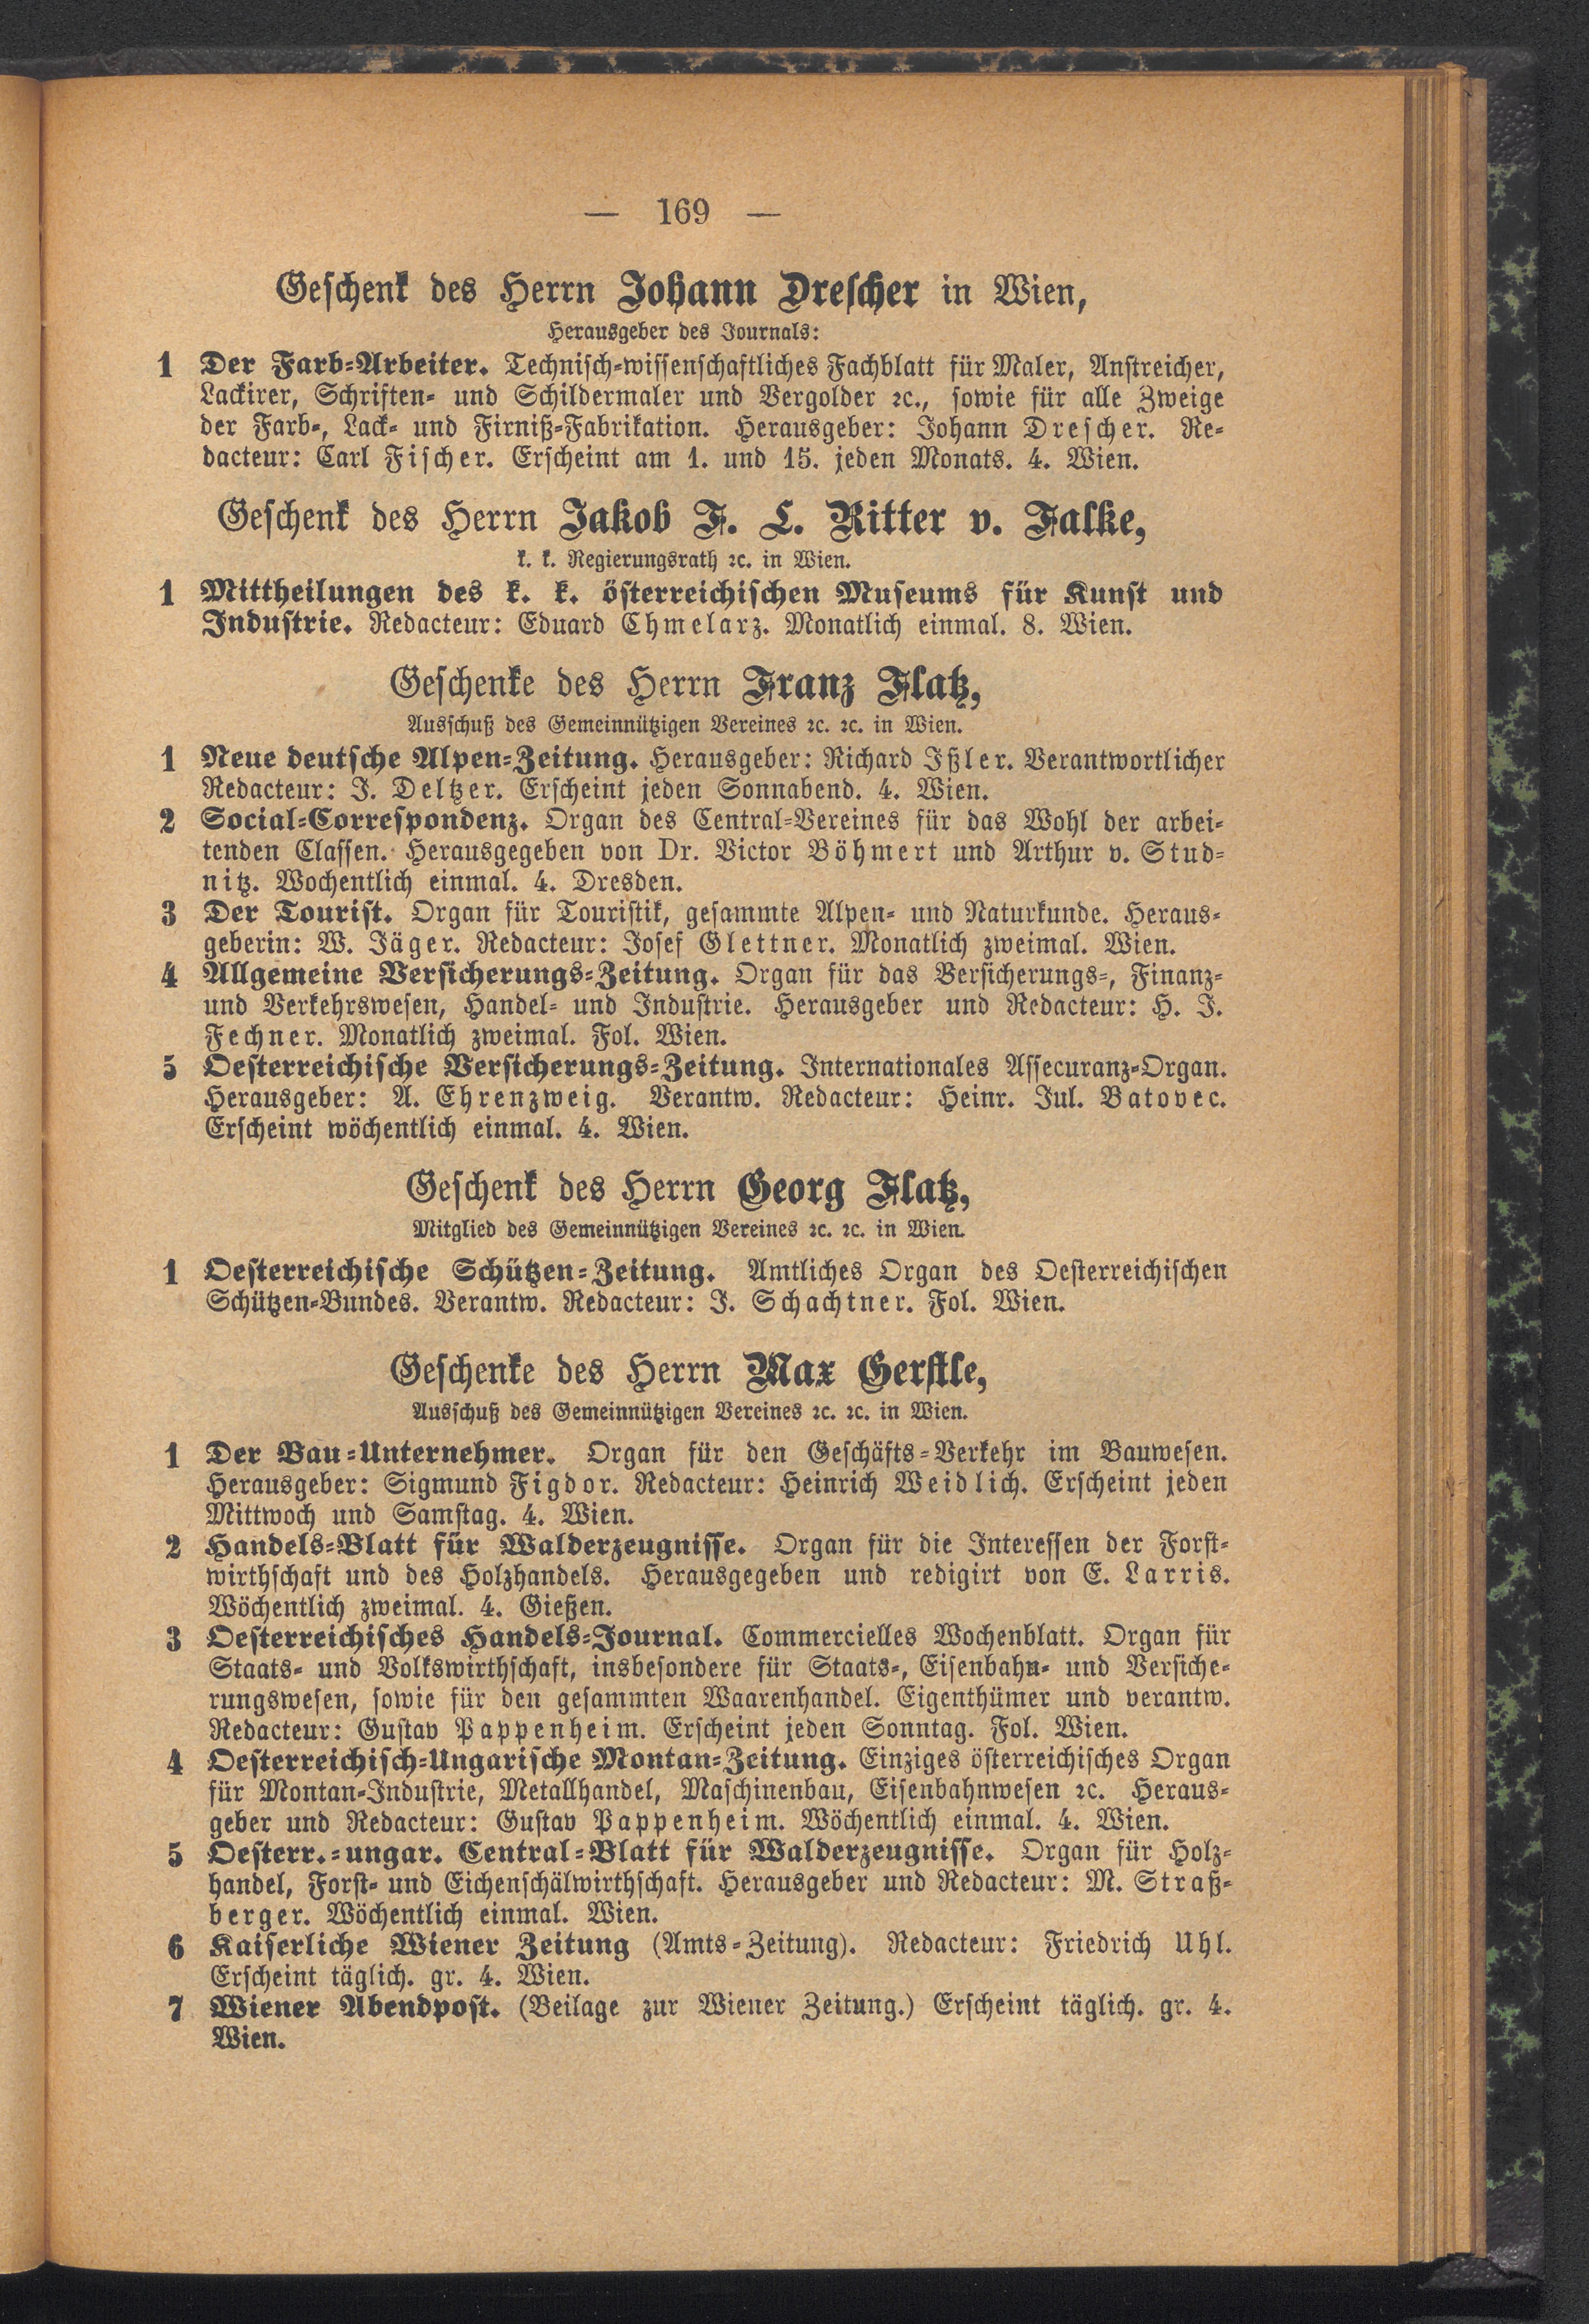 — 169 —
Geschenk des Herrn Johann Drescher in Wien,
Herausgeber des Journals:
1 Der Farb-Arbeiter. Technisch-wissenschaftliches Fachblatt für Maler, Anstreicher,
Lackirer, Schriften- und Schildermaler und Vergolder ꝛc., sowie für alle Zweige
der Farb-, Lack- und Firniß-Fabrikation. Herausgeber: Johann Drescher. Re-
dacteur: Carl Fischer. Erscheint am 1. und 15. jeden Monats. 4. Wien.
Geschenk des Herrn Jakob F. L. Ritter v. Falke,
k. k. Regierungsrath ꝛc. in Wien.
1 Mittheilungen des k. k. österreichischen Museums für Kunst und
Industrie. Redacteur: Eduard Chmelarz. Monatlich einmal. 8. Wien.
Geschenke des Herrn Franz Flatz,
Ausschuß des Gemeinnützigen Vereines ꝛc. ꝛc. in Wien.
1 Neue deutsche Alpen-Zeitung. Herausgeber: Richard Ißler. Verantwortlicher
Redacteur: J. Deltzer. Erscheint jeden Sonnabend. 4. Wien.
2 Social-Correspondenz. Organ des Central-Vereines für das Wohl der arbei-
tenden Classen. Herausgegeben von Dr. Victor Böhmert und Arthur v. Stud-
nitz. Wochentlich einmal. 4. Dresden.
3 Der Tourist. Organ für Touristik, gesammte Alpen- und Naturkunde. Heraus-
geberin: W. Jäger. Redacteur: Josef Glettner. Monatlich zweimal. Wien.
4 Allgemeine Versicherungs-Zeitung. Organ für das Versicherungs-, Finanz-
und Verkehrswesen, Handel- und Industrie. Herausgeber und Redacteur: H. J.
Fechner. Monatlich zweimal. Fol. Wien.
5 Oesterreichische Versicherungs-Zeitung. Internationales Assecuranz-Organ.
Herausgeber: A. Ehrenzweig. Verantw. Redacteur: Heinr. Jul. Batovec.
Erscheint wöchentlich einmal. 4. Wien.
Geschenk des Herrn Georg Flatz,
Mitglied des Gemeinnützigen Vereines ꝛc. ꝛc. in Wien.
1 Oesterreichische Schützen-Zeitung. Amtliches Organ des Oesterreichischen
Schützen-Bundes. Verantw. Redacteur: J. Schachtner. Fol. Wien.
Geschenke des Herrn Max Gerstle,
Ausschuß des Gemeinnützigen Vereines ꝛc. ꝛc. in Wien.
1 Der Bau-Unternehmer. Organ für den Geschäfts-Verkehr im Bauwesen.
Herausgeber: Sigmund Figdor. Redacteur: Heinrich Weidlich. Erscheint jeden
Mittwoch und Samstag. 4. Wien.
2 Handels-Blatt für Walderzeugnisse. Organ für die Interessen der Forst-
wirthschaft und des Holzhandels. Herausgegeben und redigirt von E. Larris.
Wöchentlich zweimal. 4. Gießen.
3 Oesterreichisches Handels-Journal. Commercielles Wochenblatt. Organ für
Staats- und Volkswirthschaft, insbesondere für Staats-, Eisenbahn- und Versiche-
rungswesen, sowie für den gesammten Waarenhandel. Eigenthümer und verantw.
Redacteur: Gustav Pappenheim. Erscheint jeden Sonntag. Fol. Wien.
4 Oesterreichisch-Ungarische Montan-Zeitung. Einziges österreichisches Organ
für Montan-Industrie, Metallhandel, Maschinenbau, Eisenbahnwesen ꝛc. Heraus-
geber und Redacteur: Gustav Pappenheim. Wöchentlich einmal. 4. Wien.
5 Oesterr.-ungar. Central-Blatt für Walderzeugnisse. Organ für Holz-
handel, Forst- und Eichenschälwirthschaft. Herausgeber und Redacteur: M. Straß-
berger. Wöchentlich einmal. Wien.
6 Kaiserliche Wiener Zeitung (Amts-Zeitung). Redacteur: Friedrich Uhl.
Erscheint täglich. gr. 4. Wien.
7 Wiener Abendpost. (Beilage zur Wiener Zeitung.) Erscheint täglich. gr. 4.
Wien.